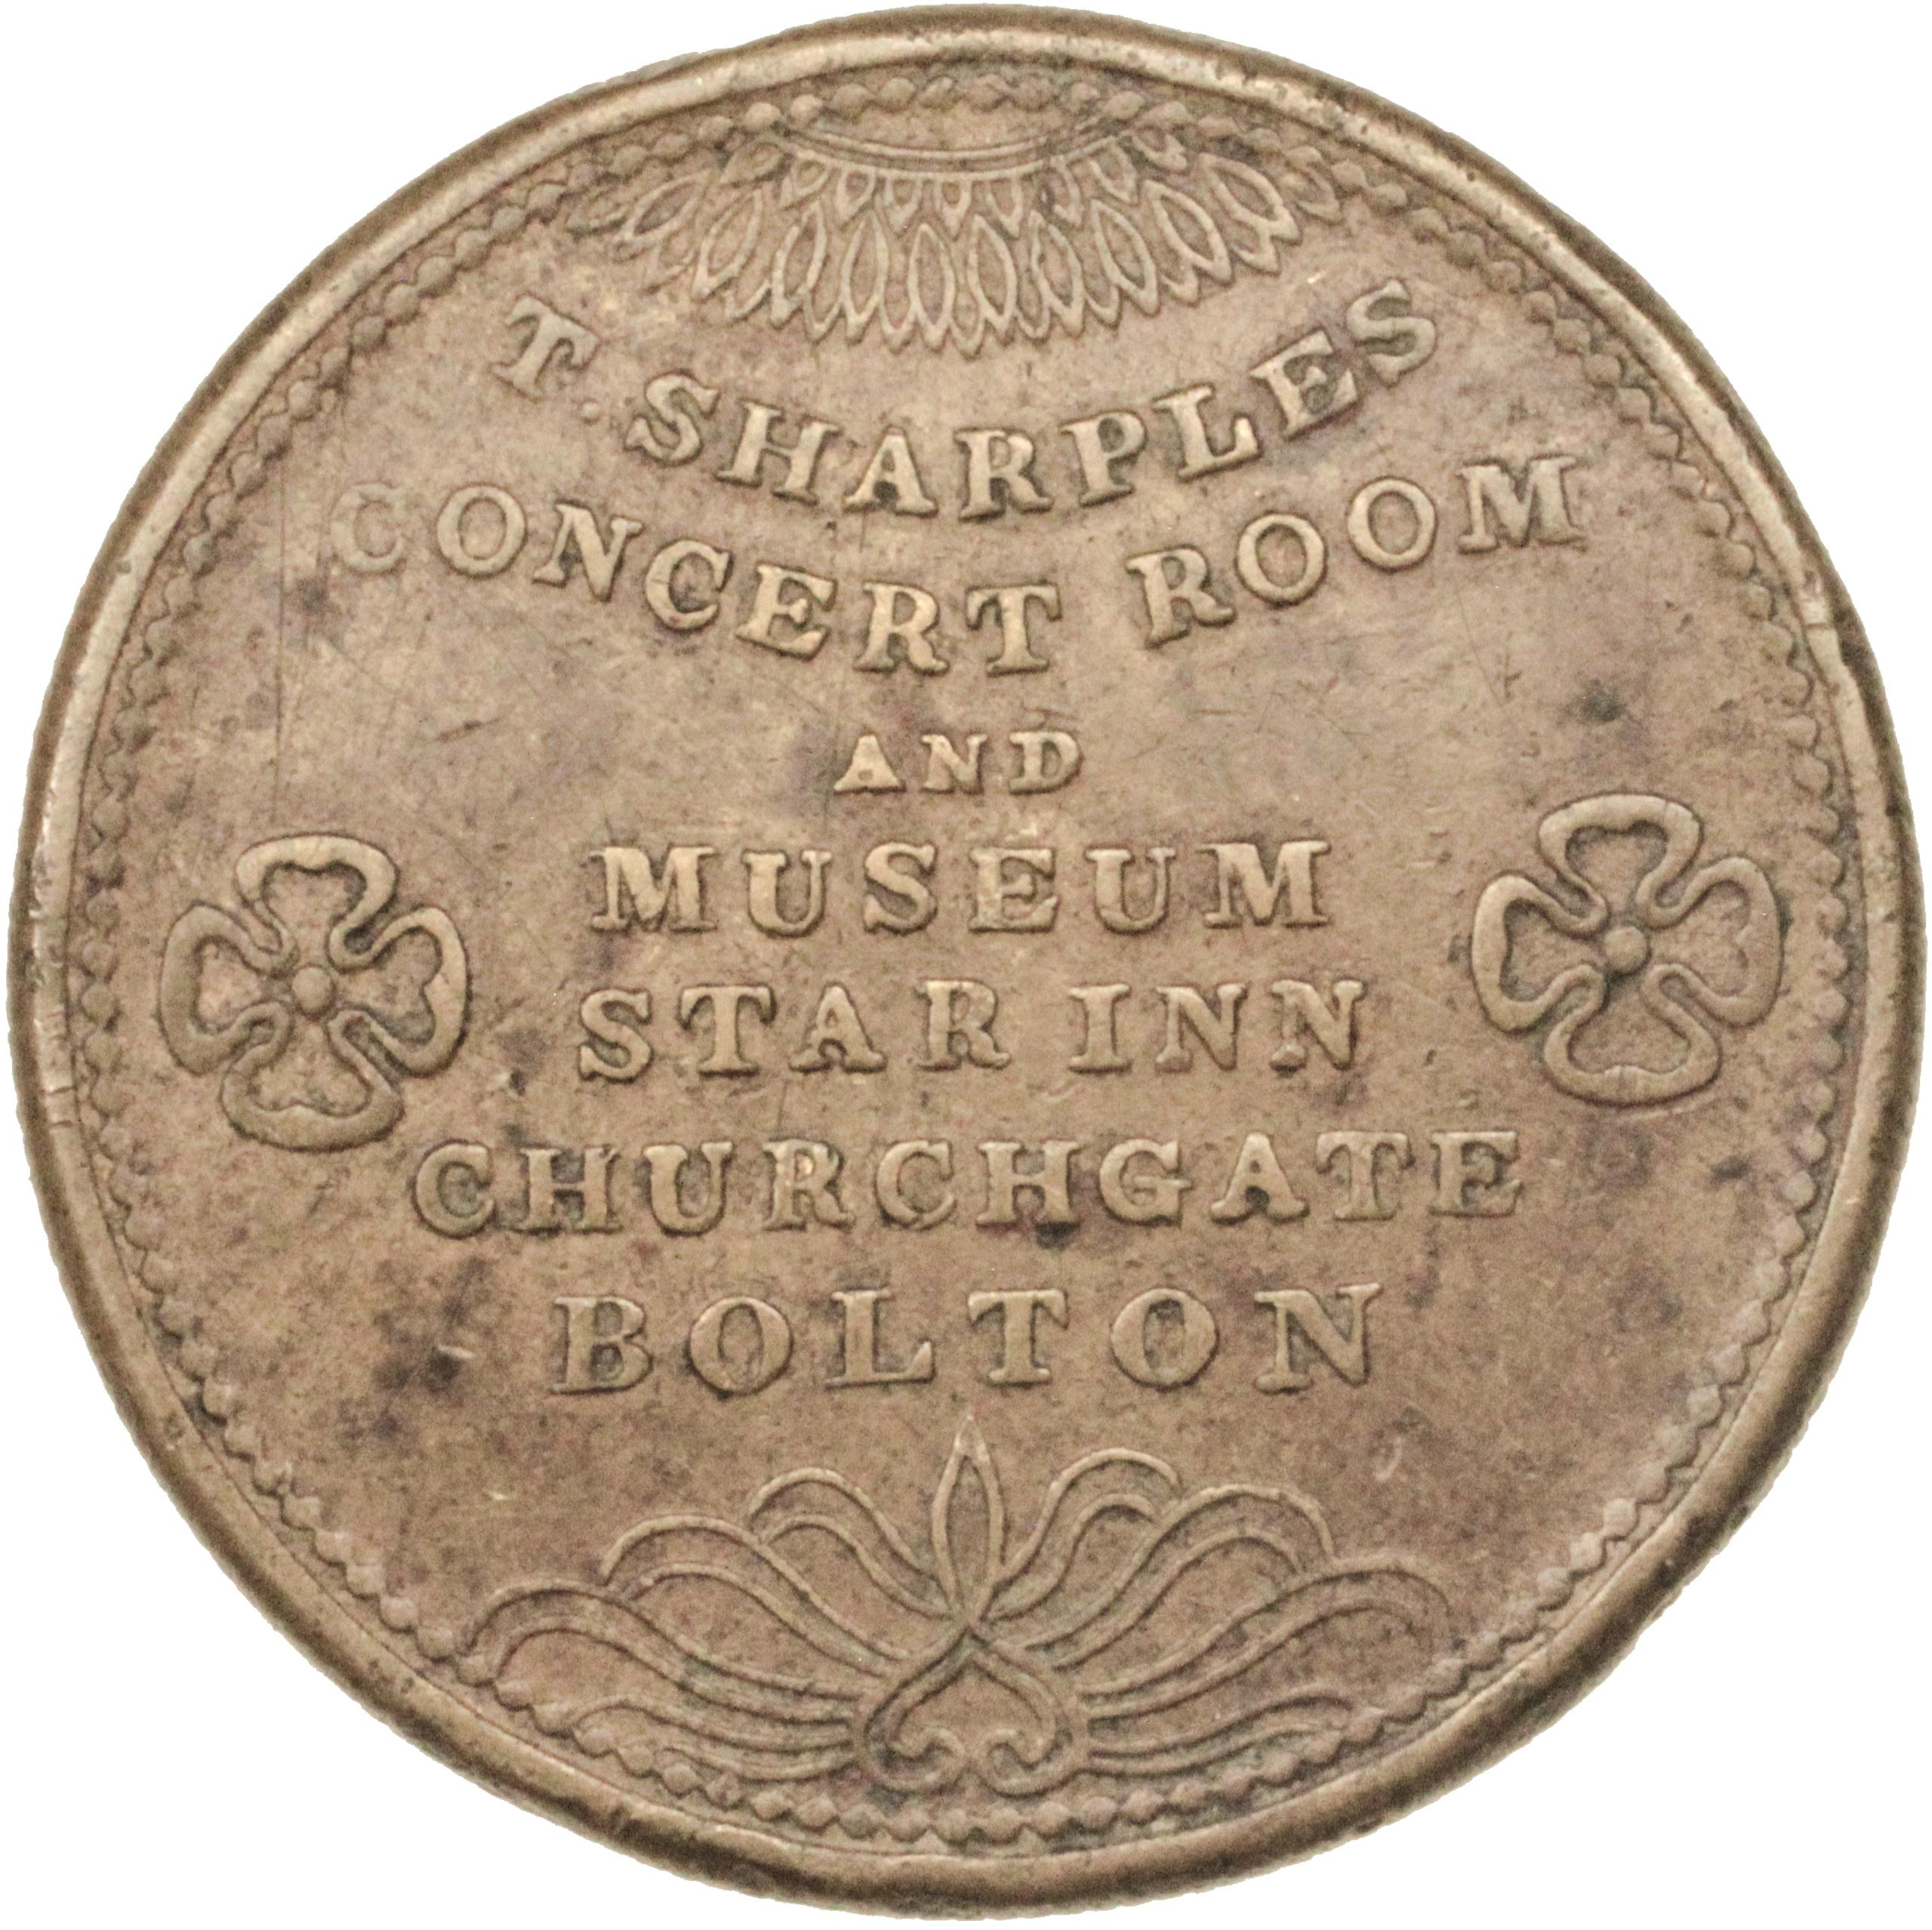 T. SHARPLES
CONCERT ROOM
AND
MUSEUM
STAR INN
CHURCHGATE
BOLTON